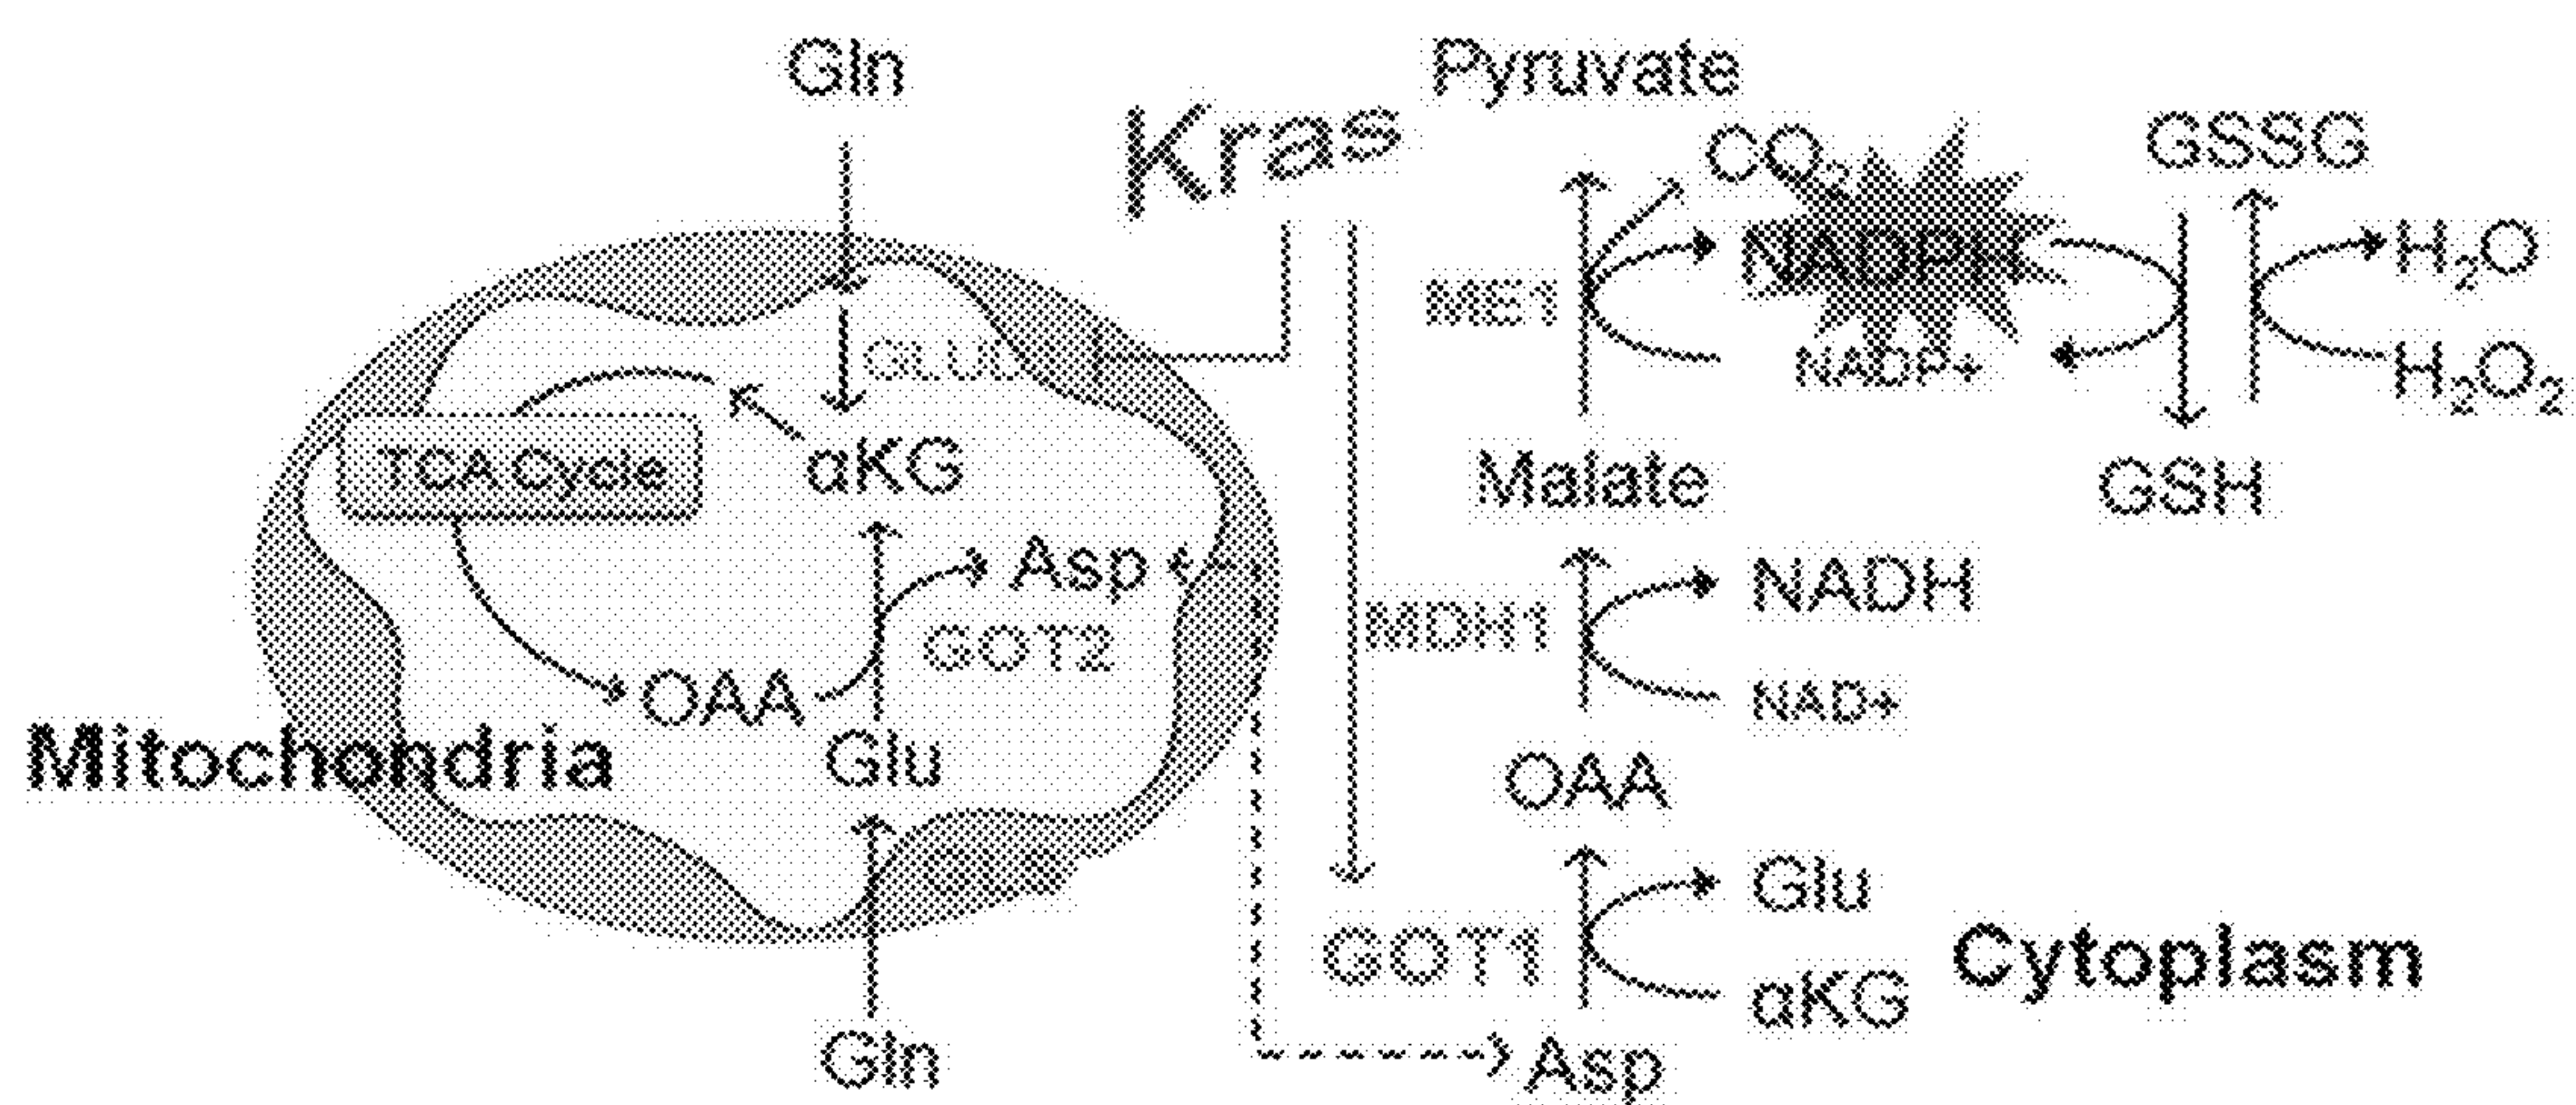 Gln
Kras
Pyruvate
CO2
NADPH
NADP+
GSSG
H2O
H2O2
GSH
ME1
Malate
TCA Cycle
αKG
Asp
GOT2
OAA
Glu
Mitochondria
Gln
MDH1
NADH
NAD+
OAA
Glu
GOT1
αKG
Asp
Cytoplasm